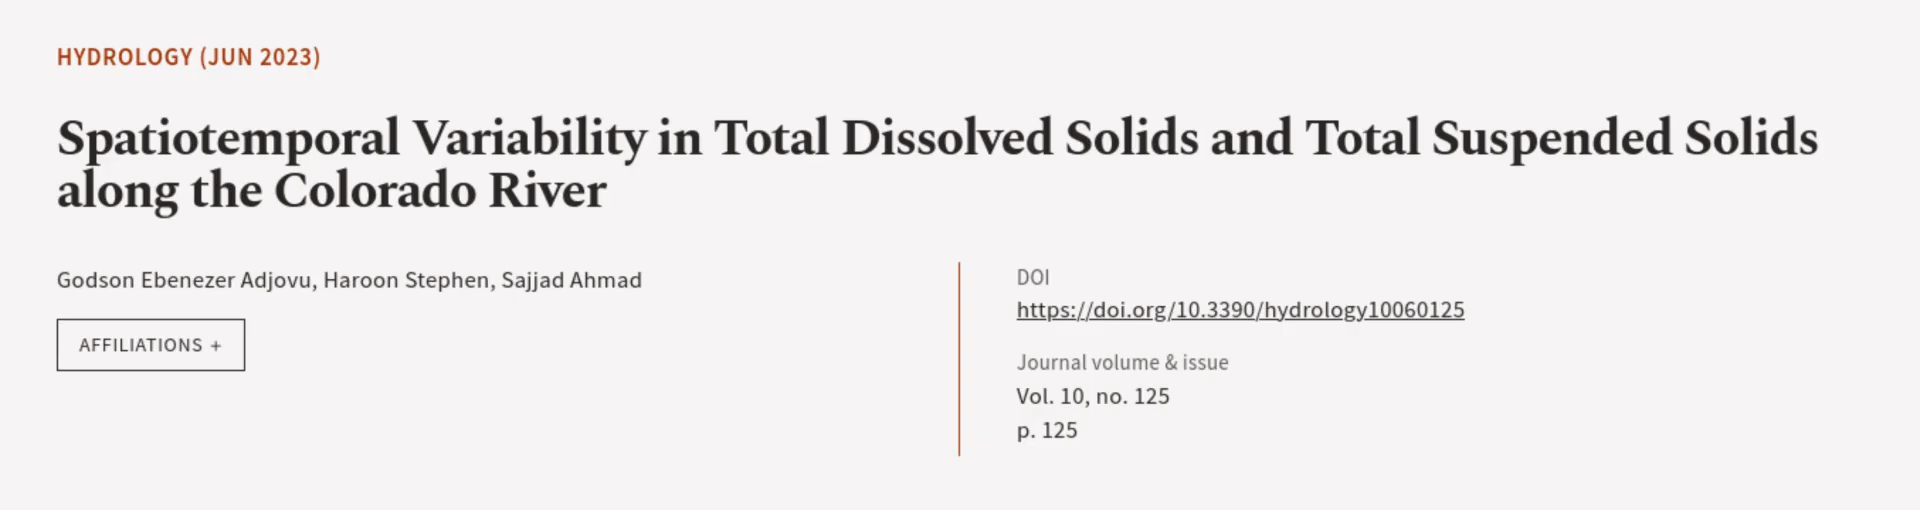 HYDROLOGY (JUN 2023)
Spatiotemporal Variability in Total Dissolved Solids and Total Suspended Solids
along the Colorado River
Godson Ebenezer Adjovu, Haroon Stephen, Sajjad Ahmad
AFFILIATIONS +
DOI
https://doi.org/10.3390/hydrology10060125
Journal volume & issue
Vol. 10, no. 125
p. 125